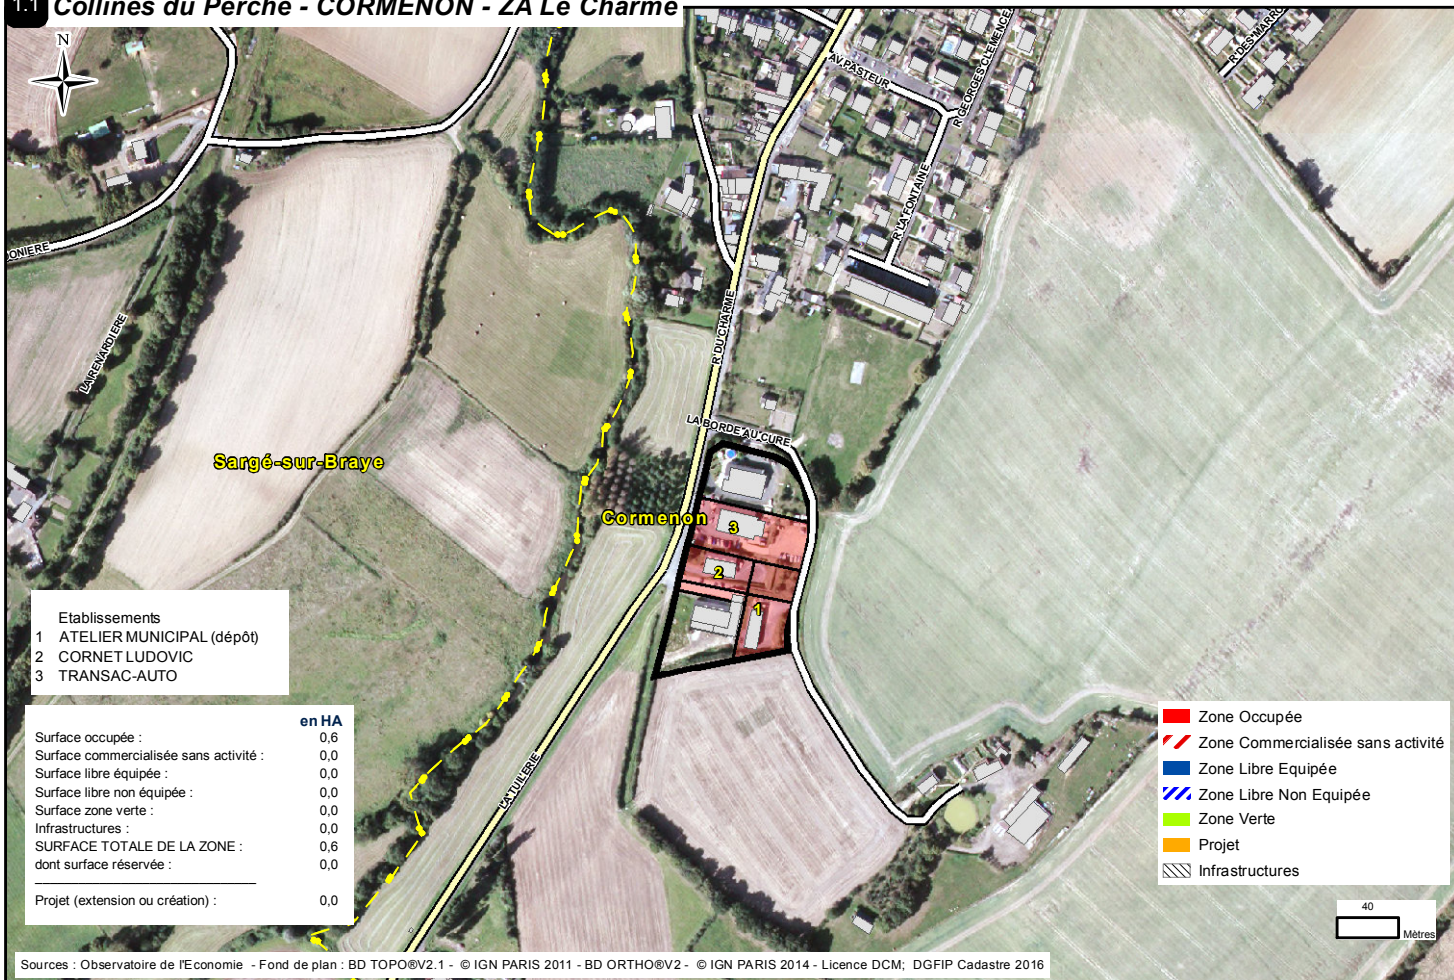 1.1 Collines du Perche - CORMENON - ZA Le Charme
N
AV PASTEUR
R GEORGES CLEMENCEAU
R DES MARRO
R LA FONTAINE
ONIERE
LA RENARDIERE
R DU CHARME
LA BORDE AU CURE
Sargé-sur-Braye
Cormenon
3
2
1
LA TUILERIE
Etablissements
1 ATELIER MUNICIPAL (dépôt)
2 CORNET LUDOVIC
3 TRANSAC-AUTO
en HA
Surface occupée : 0,6
Surface commercialisée sans activité : 0,0
Surface libre équipée : 0,0
Surface libre non équipée : 0,0
Surface zone verte : 0,0
Infrastructures : 0,0
SURFACE TOTALE DE LA ZONE : 0,6
dont surface réservée : 0,0
Projet (extension ou création) : 0,0
Zone Occupée
Zone Commercialisée sans activité
Zone Libre Equipée
Zone Libre Non Equipée
Zone Verte
Projet
Infrastructures
40
Mètres
Sources : Observatoire de l'Economie - Fond de plan : BD TOPO®V2.1 - © IGN PARIS 2011 - BD ORTHO®V2 - © IGN PARIS 2014 - Licence DCM; DGFIP Cadastre 2016